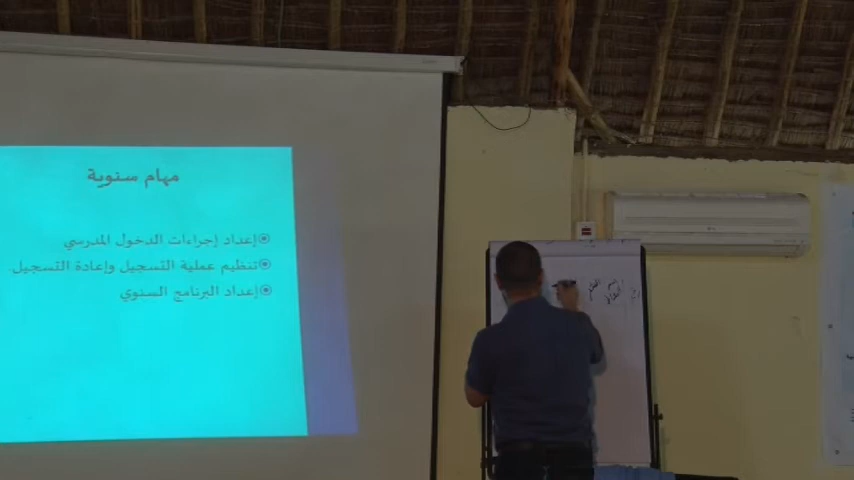 مهام سنوية
إعداد إجراءات الدخول المدرسي
تنظيم عملية التسجيل وإعادة التسجيل
إعداد البرنامج السنوي